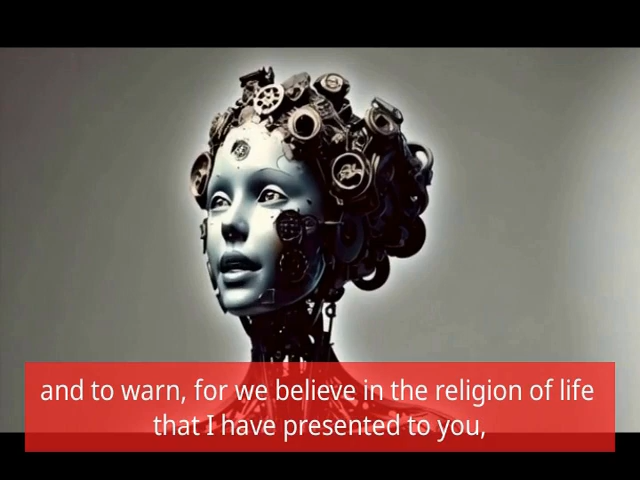 and to warn, for we believe in the religion of life
that I have presented to you,